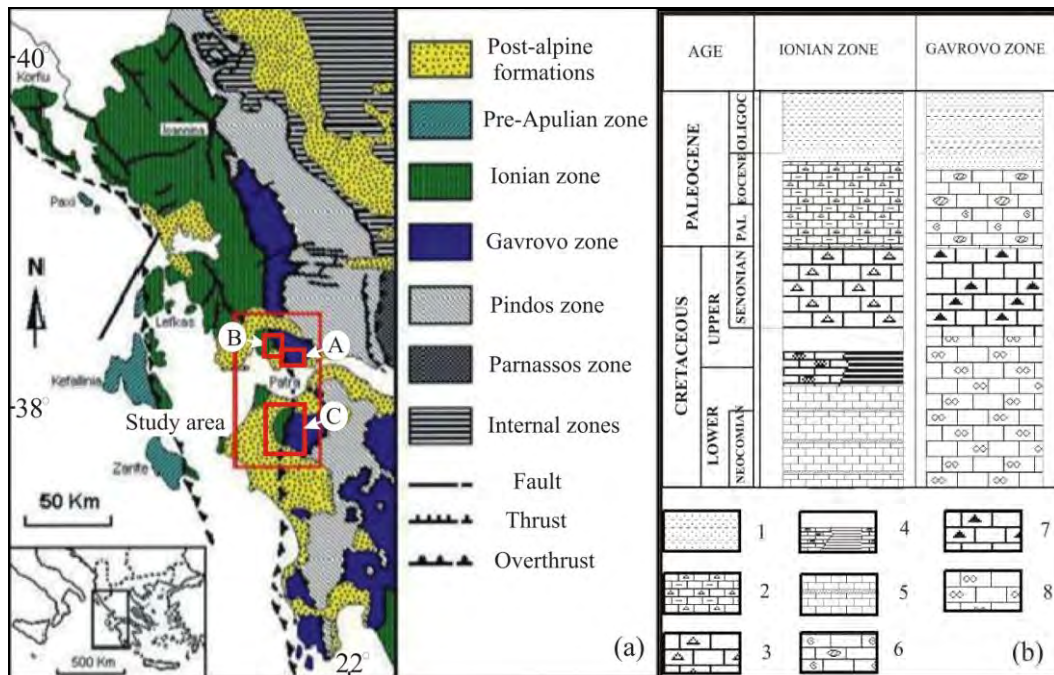 40°
Korfiu
Joannina
Paxi
N
Lefkas
B
A
Kefallinia
Patra
38°
Study area
C
Zante
50 Km
500 Km
22°
Post-alpine
formations
Pre-Apulian zone
Ionian zone
Gavrovo zone
Pindos zone
Parnassos zone
Internal zones
Fault
Thrust
Overthrust
(a)
AGE
IONIAN ZONE
GAVROVO ZONE
PALEOGENE
OLIGOC
EOCENE
PAL
CRETACEOUS
UPPER
SENONIAN
LOWER
NEOCOMIAN
1
4
7
2
5
8
3
6
(b)